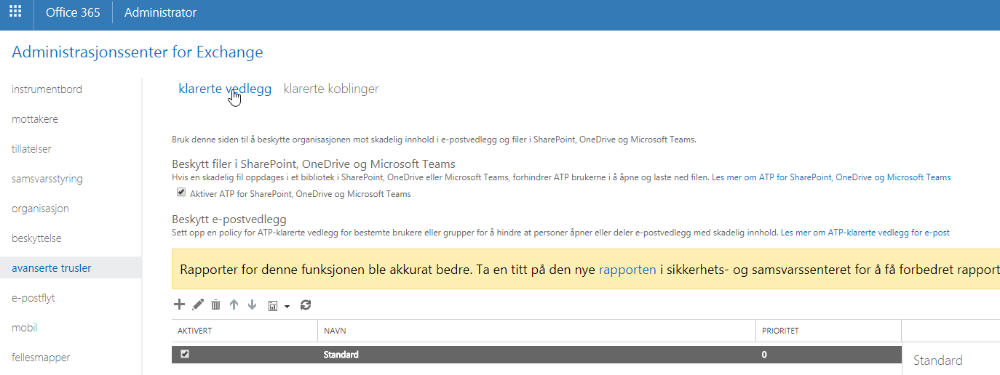 Office 365 Administrator
Administrasjonssenter for Exchange
instrumentbord
mottakere
tillatelser
samsvarsstyring
organisasjon
beskyttelse
avanserte trusler
e-postflyt
mobil
fellesmapper
klarerte vedlegg klarerte koblinger
Bruk denne siden til å beskytte organisasjonen mot skadelig innhold i e-postvedlegg og filer i SharePoint, OneDrive og Microsoft Teams.
Beskytt filer i SharePoint, OneDrive og Microsoft Teams
Hvis en skadelig fil oppdages i et bibliotek i SharePoint, OneDrive eller Microsoft Teams, forhindrer ATP brukerne i å åpne og laste ned filen. Les mer om ATP for SharePoint, OneDrive og Microsoft Teams
Aktiver ATP for SharePoint, OneDrive og Microsoft Teams
Beskytt e-postvedlegg
Sett opp en policy for ATP-klarerte vedlegg for bestemte brukere eller grupper for å hindre at personer åpner eller deler e-postvedlegg med skadelig innhold. Les mer om ATP-klarerte vedlegg for e-post
Rapporter for denne funksjonen ble akkurat bedre. Ta en titt på den nye rapporten i sikkerhets- og samsvarssenteret for å få forbedret rapport
AKTIVERT NAVN PRIORITET
Standard 0
Standard